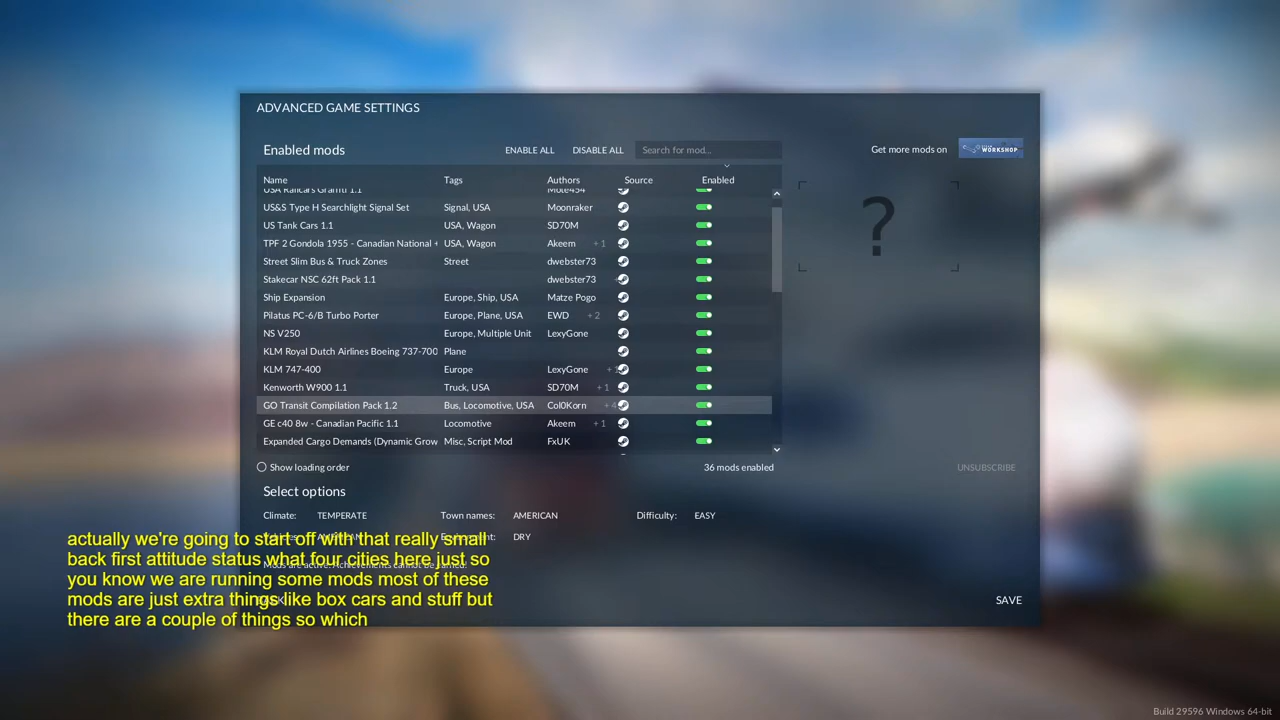 ADVANCED GAME SETTINGS
Enabled mods ENABLE ALL DISABLE ALL Search for mod... Get more mods on WORKSHOP
Name Tags Authors Source Enabled
USA Railcars Graffiti 1.1 Mole454
US&S Type H Searchlight Signal Set Signal, USA Moonraker
US Tank Cars 1.1 USA, Wagon SD70M
TPF 2 Gondola 1955 - Canadian National + USA, Wagon Akeem + 1
Street Slim Bus & Truck Zones Street dwebster73
Stakecar NSC 62ft Pack 1.1 dwebster73
Ship Expansion Europe, Ship, USA Matze Pogo
Pilatus PC-6/B Turbo Porter Europe, Plane, USA EWD + 2
NS V250 Europe, Multiple Unit LexyGone
KLM Royal Dutch Airlines Boeing 737-700 Plane
KLM 747-400 Europe LexyGone +
Kenworth W900 1.1 Truck, USA SD70M + 1
GO Transit Compilation Pack 1.2 Bus, Locomotive, USA Col0Korn + 4
GE c40 8w - Canadian Pacific 1.1 Locomotive Akeem + 1
Expanded Cargo Demands (Dynamic Grow Misc, Script Mod FxUK
Show loading order 36 mods enabled UNSUBSCRIBE
Select options
Climate: TEMPERATE Town names: AMERICAN Difficulty: EASY
DRY
actually we're going to start off with that really small
back first attitude status what four cities here just so
you know we are running some mods most of these
mods are just extra things like box cars and stuff but
there are a couple of things so which
SAVE
Build 29596 Windows 64-bit